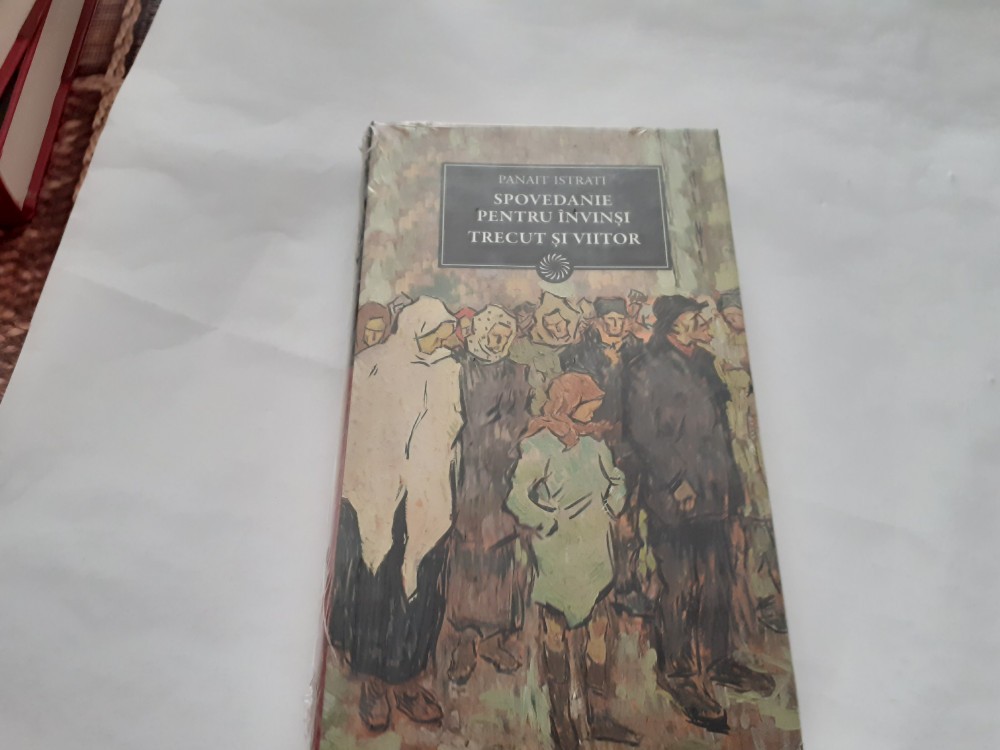 PANAIT ISTRATI
SPOVEDANIE
PENTRU ÎNVINȘI
TRECUT ȘI VIITOR